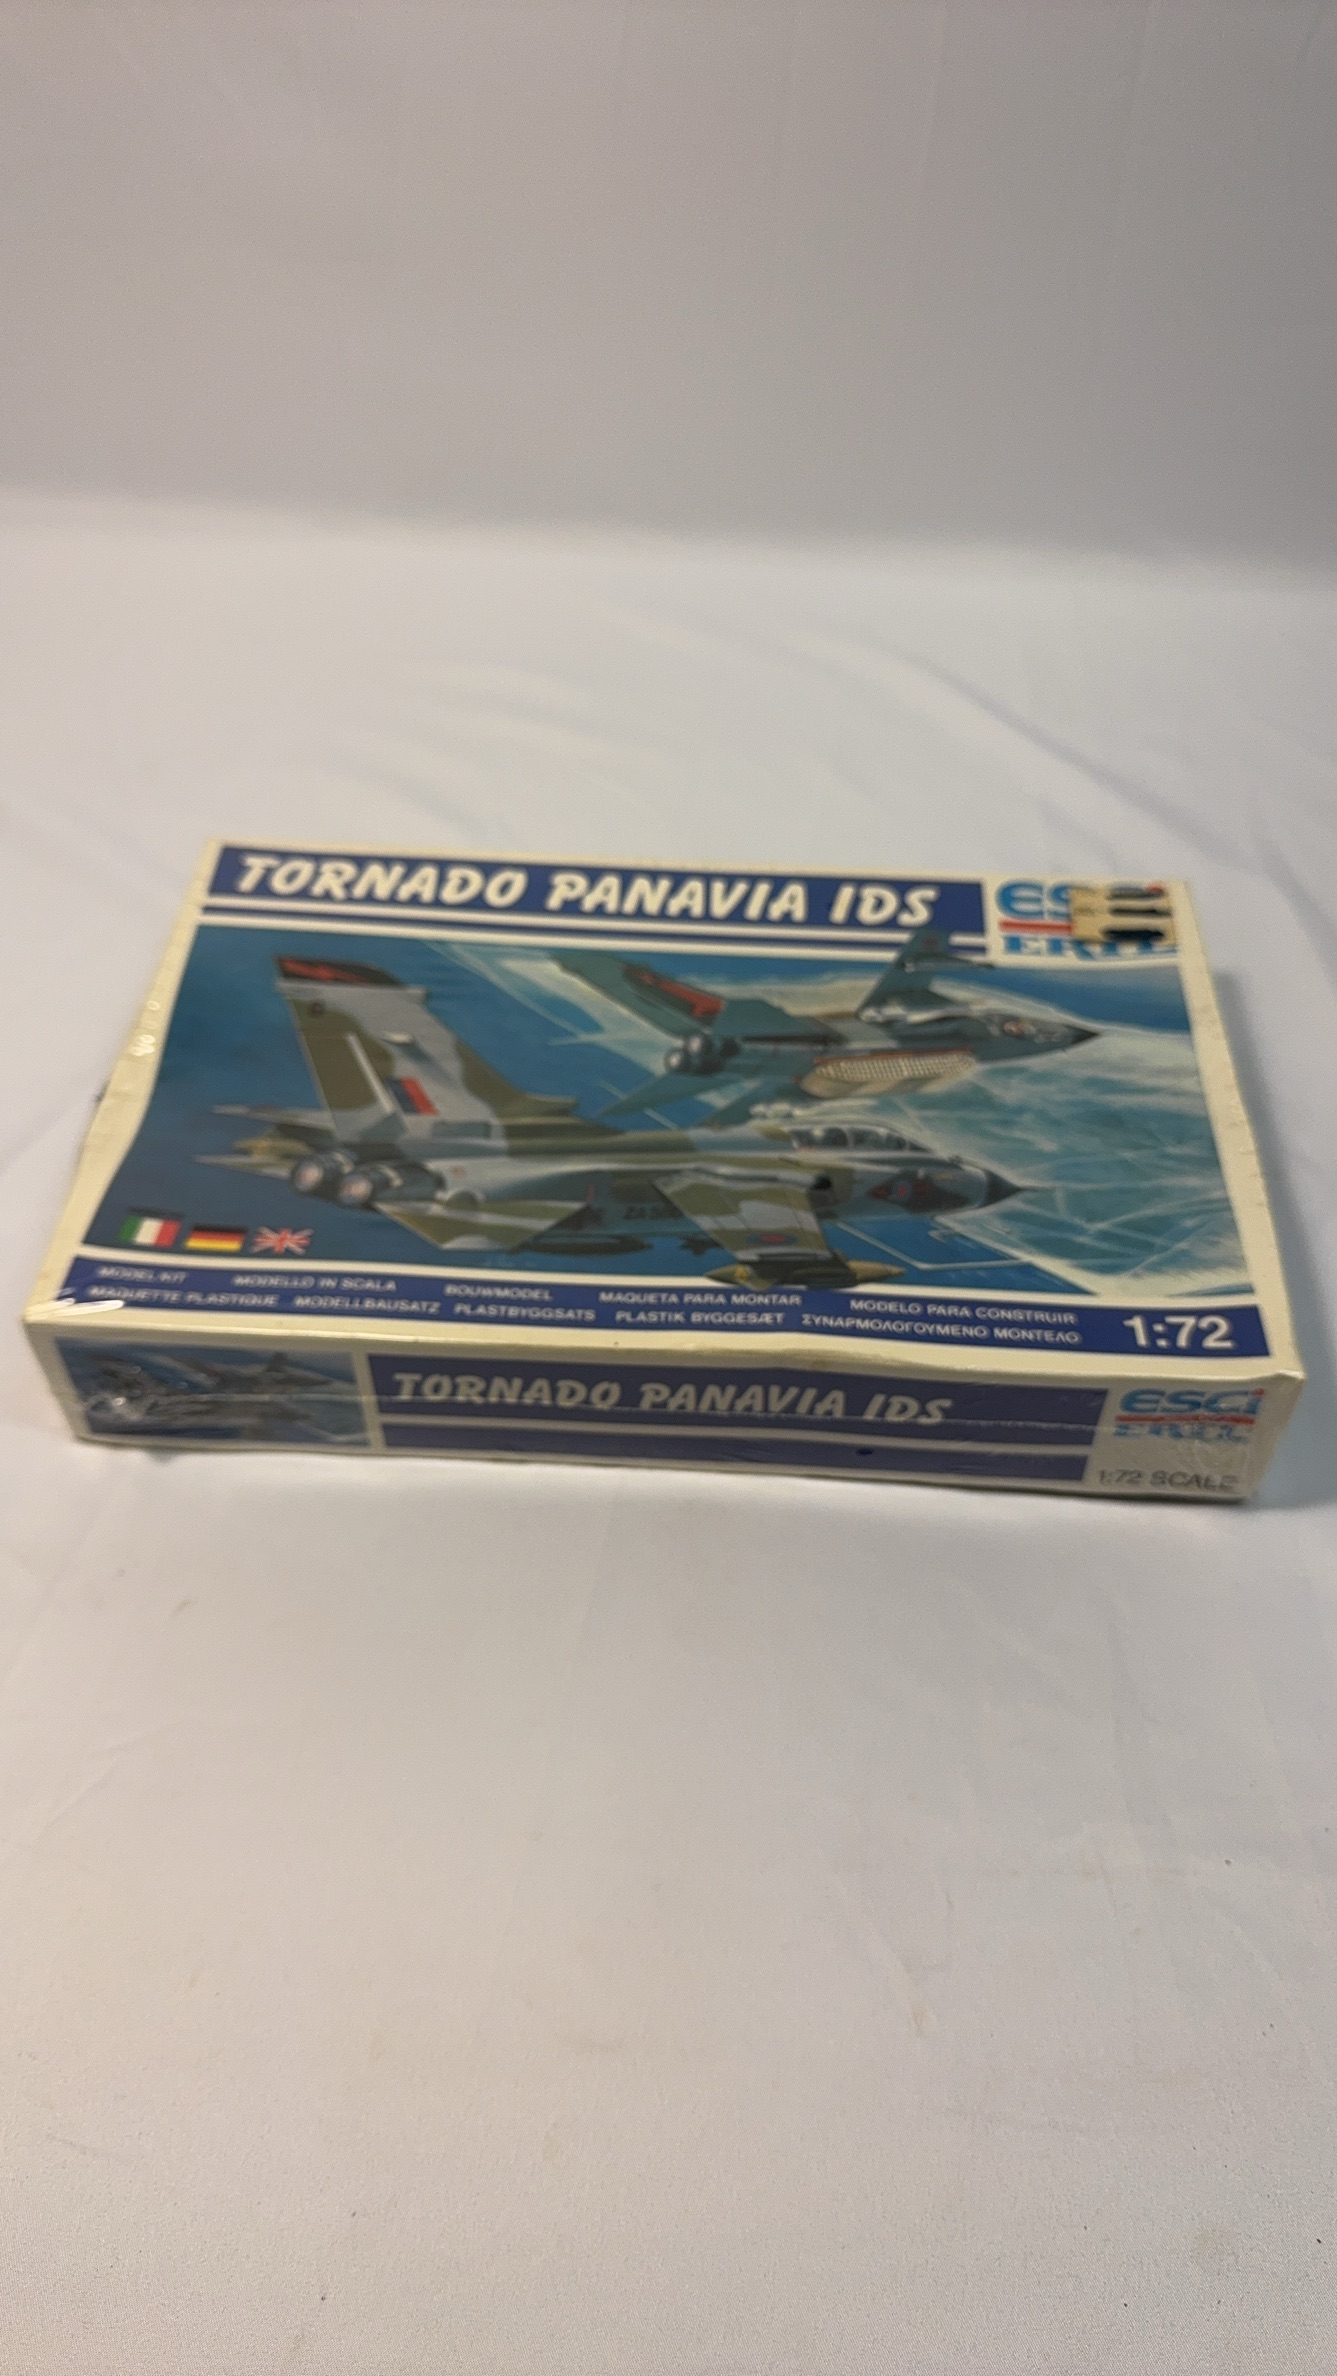 TORNADO PANAVIA IDS
ERTL
MODEL KIT MODELLO IN SCALA BOUWMODEL MAQUETA PARA MONTAR MODELO PARA CONSTRUIR
MAQUETTE PLASTIQUE MODELLBAUSATZ PLASTBYGGSATS PLASTIK BYGGESÆT ΣΥΝΑΡΜΟΛΟΓΟΥΜΕΝΟ ΜΟΝΤΕΛΟ
1:72
TORNADO PANAVIA IDS
ESCi
ERTL
1:72 SCALE